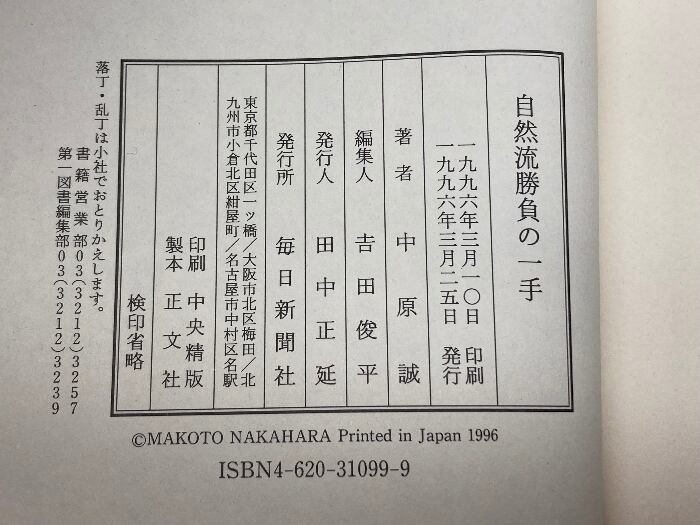 自然流勝負の一手
一九九六年三月一〇日 印刷
一九九六年三月二五日 発行
著者 中原 誠
編集人 吉田俊平
発行人 田中正延
発行所 毎日新聞社
東京都千代田区一ツ橋/大阪市北区梅田/北
九州市小倉北区紺屋町/名古屋市中村区名駅
印刷 中央精版
製本 正文社
検印省略
落丁・乱丁は小社でおとりかえします。
書籍営業部03(3212)3257
第一図書編集部03(3212)3239
©MAKOTO NAKAHARA Printed in Japan 1996
ISBN4-620-31099-9